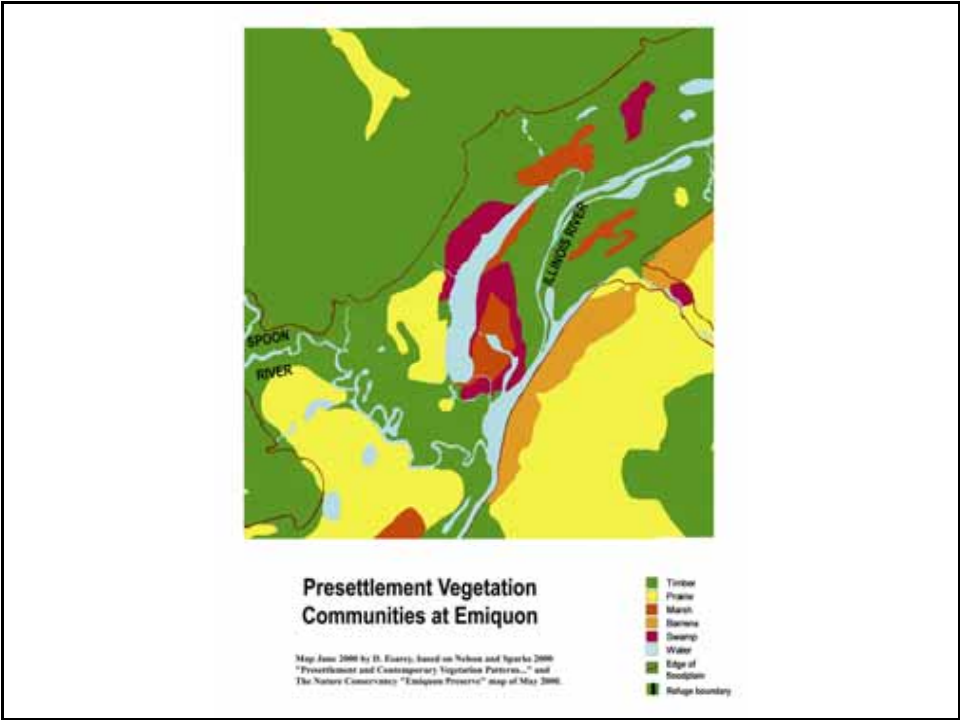 ILLINOIS RIVER
SPOON
RIVER
Presettlement Vegetation
Communities at Emiquon
Map June 2000 by D. Esarey, based on Nelson and Sparks 2000
"Presettlement and Contemporary Vegetation Patterns..." and
The Nature Conservancy "Emiquon Preserve" map of May 2000.
Timber
Prairie
Marsh
Barrens
Swamp
Water
Edge of
floodplain
Refuge boundary